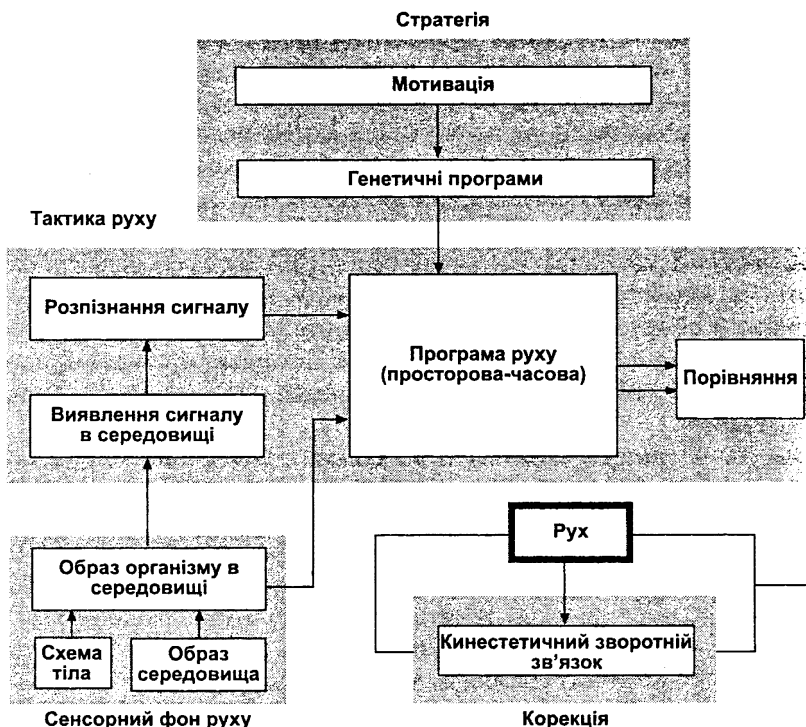 Стратегія
Мотивація
Генетичні програми
Тактика руху
Розпізнання сигналу
Виявлення сигналу
в середовищі
Програма руху
(просторова-часова)
Порівняння
Образ організму в
середовищі
Схема
тіла
Образ
середовища
Сенсорний фон руху
Рух
Кинестетичний зворотній
зв’язок
Корекція